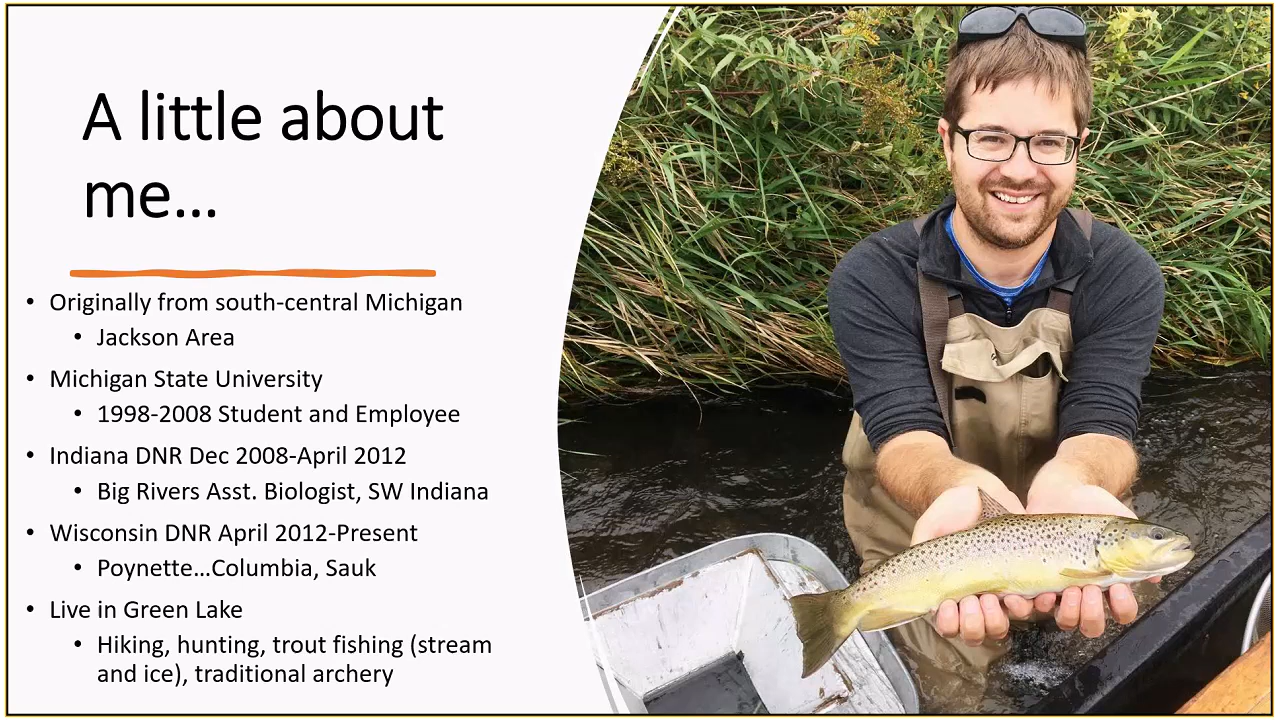 A little about
me…
• Originally from south-central Michigan
• Jackson Area
• Michigan State University
• 1998-2008 Student and Employee
• Indiana DNR Dec 2008-April 2012
• Big Rivers Asst. Biologist, SW Indiana
• Wisconsin DNR April 2012-Present
• Poynette…Columbia, Sauk
• Live in Green Lake
• Hiking, hunting, trout fishing (stream
and ice), traditional archery